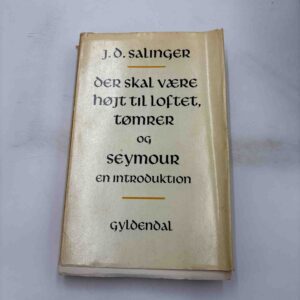 J.D. SALINGER
DER SKAL VÆRE
HØJT TIL LOFTET,
TØMRER
OG
SEYMOUR
EN INTRODUKTION
GYLDENDAL